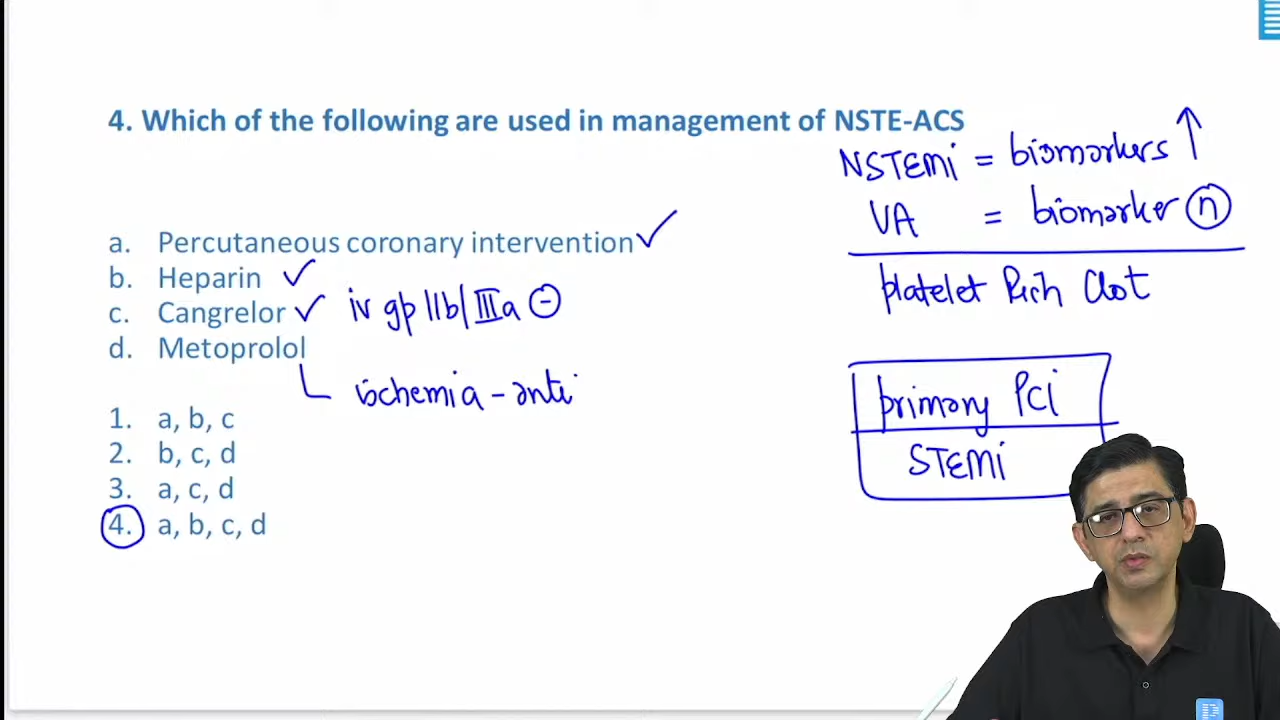 4. Which of the following are used in management of NSTE-ACS
NSTEMi = biomarkers ↑
VA = biomarker n
platelet Rich Clot
a. Percutaneous coronary intervention ✓
b. Heparin ✓
c. Cangrelor ✓ iv gp IIb/IIIa -
d. Metoprolol
ischemia - anti
1. a, b, c
2. b, c, d
3. a, c, d
4. a, b, c, d
primary PCi
STEMi